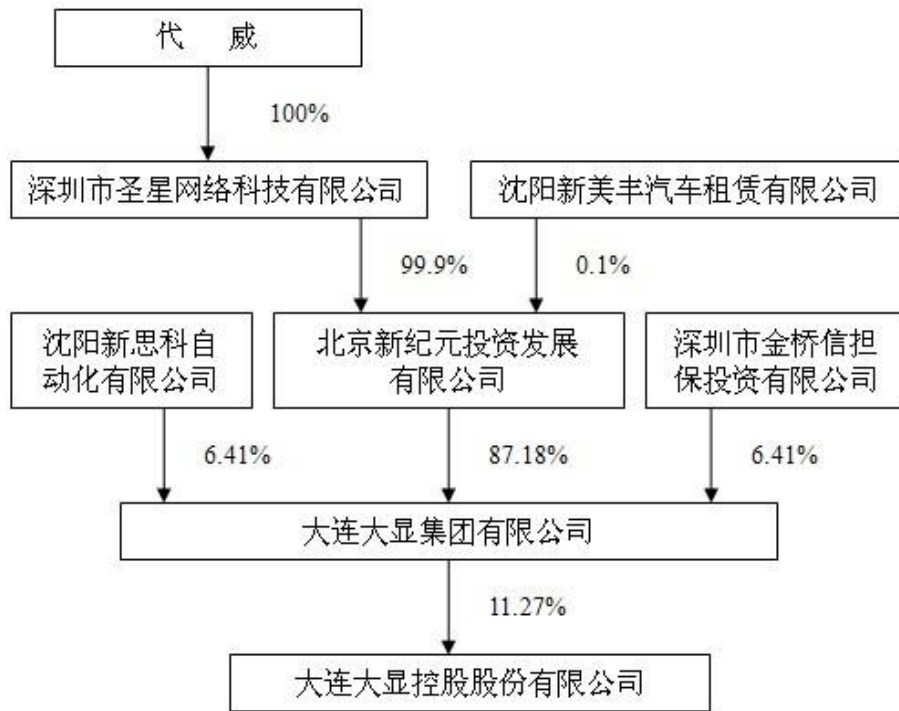 代 威
100%
深圳市圣星网络科技有限公司
沈阳新美丰汽车租赁有限公司
99.9%
0.1%
沈阳新思科自
动化有限公司
北京新纪元投资发展
有限公司
深圳市金桥信担
保投资有限公司
6.41%
87.18%
6.41%
大连大显集团有限公司
11.27%
大连大显控股股份有限公司